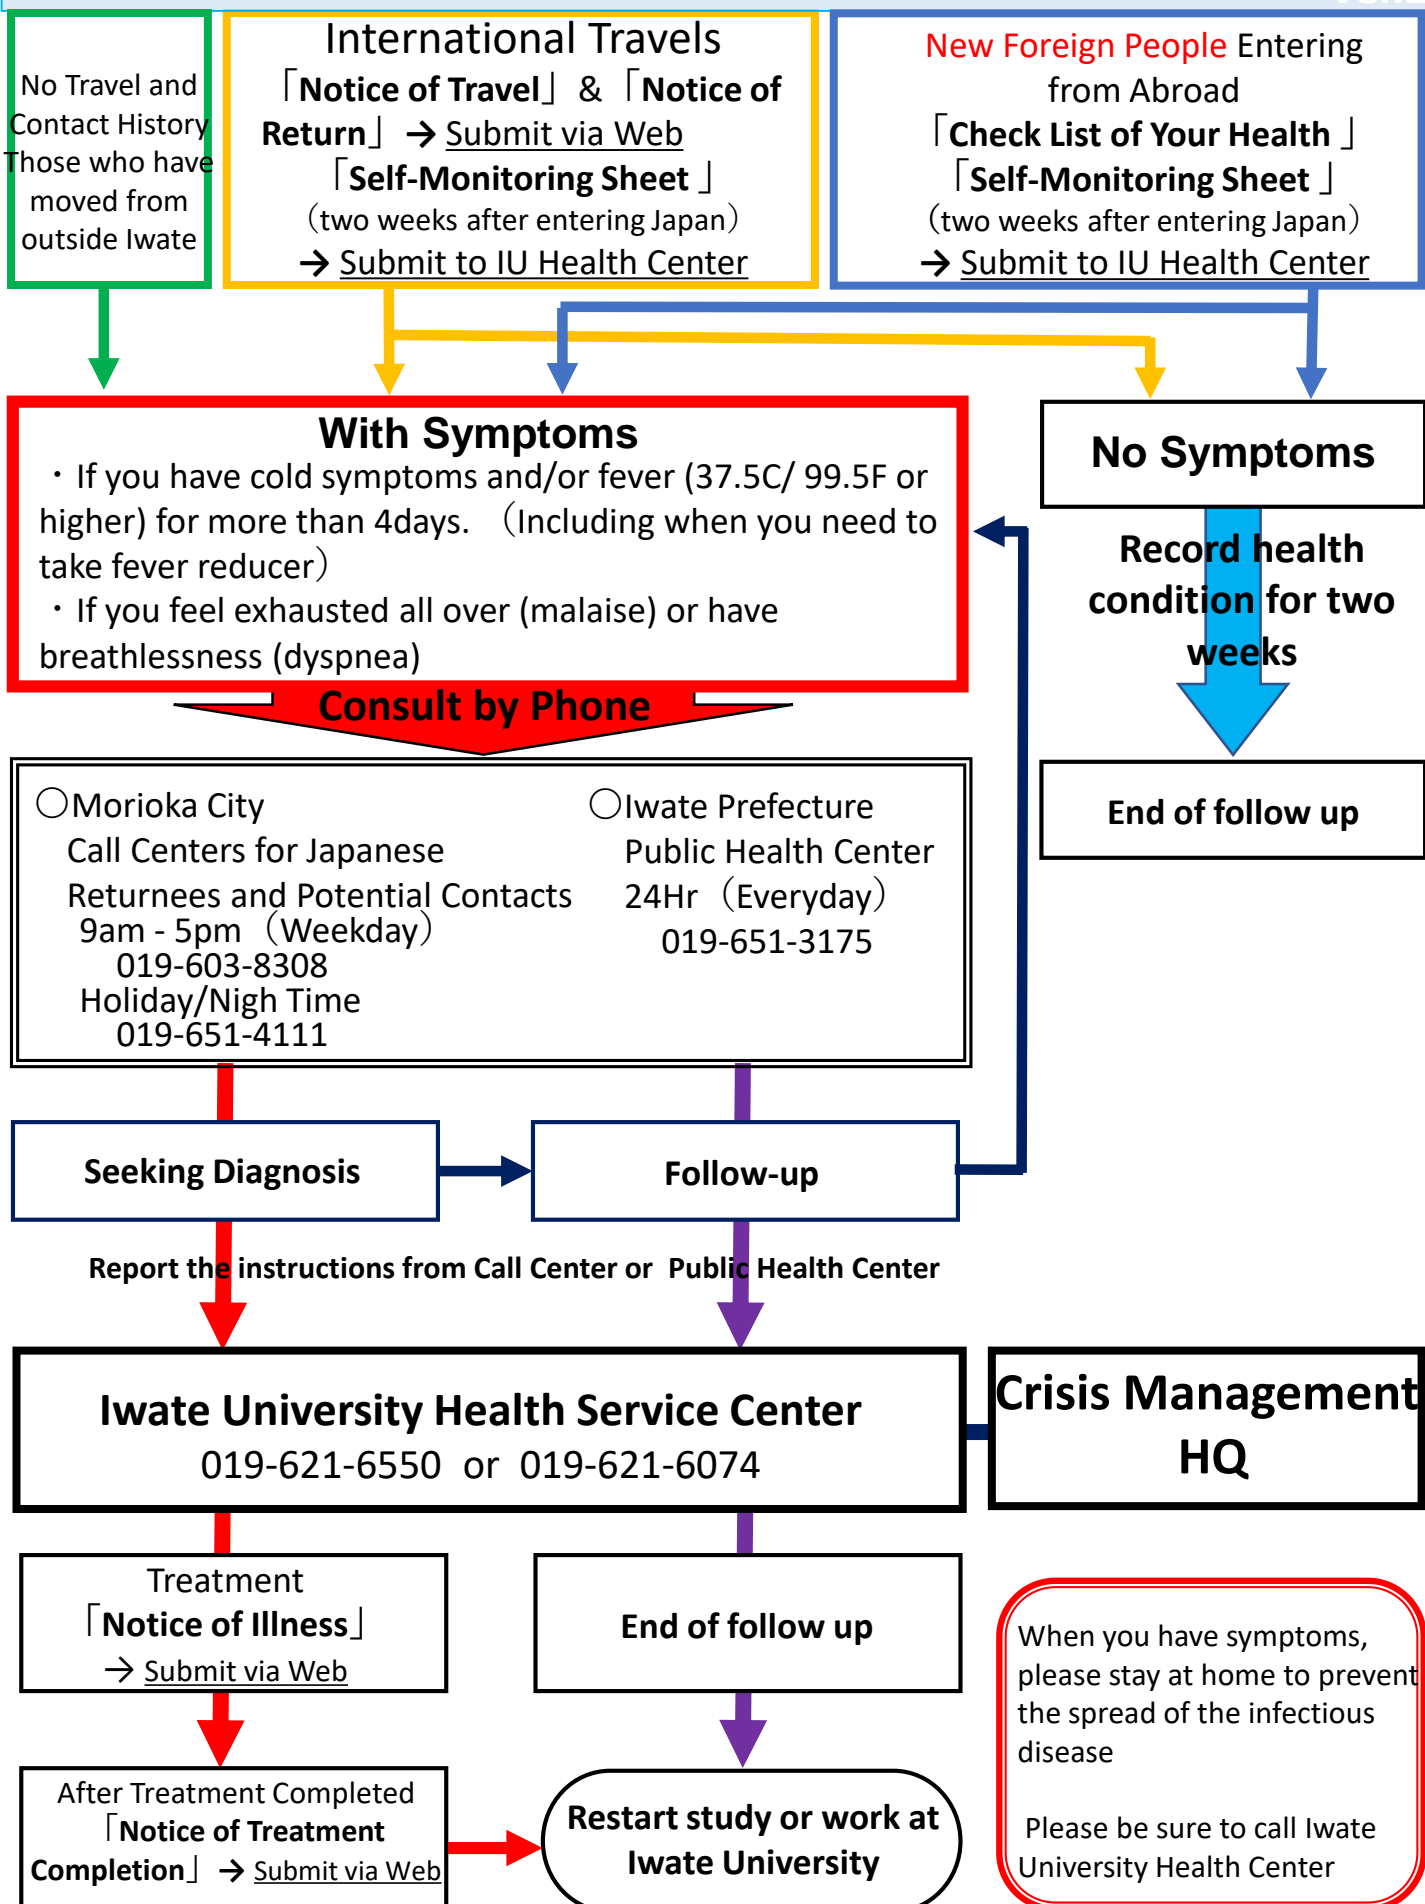 No Travel and
Contact History
Those who have
moved from
outside Iwate
International Travels
「Notice of Travel」 & 「Notice of
Return」 → Submit via Web
「Self-Monitoring Sheet 」
（two weeks after entering Japan）
→ Submit to IU Health Center
New Foreign People Entering
from Abroad
「Check List of Your Health 」
「Self-Monitoring Sheet 」
（two weeks after entering Japan）
→ Submit to IU Health Center
With Symptoms
・If you have cold symptoms and/or fever (37.5C/ 99.5F or
higher) for more than 4days. （Including when you need to
take fever reducer）
・If you feel exhausted all over (malaise) or have
breathlessness (dyspnea)
No Symptoms
Record health
condition for two
weeks
End of follow up
Consult by Phone
○Morioka City
Call Centers for Japanese
Returnees and Potential Contacts
9am - 5pm （Weekday）
019-603-8308
Holiday/Nigh Time
019-651-4111
○Iwate Prefecture
Public Health Center
24Hr （Everyday）
019-651-3175
Seeking Diagnosis
Follow-up
Report the instructions from Call Center or Public Health Center
Iwate University Health Service Center
019-621-6550 or 019-621-6074
Crisis Management
HQ
Treatment
「Notice of Illness」
→ Submit via Web
End of follow up
After Treatment Completed
「Notice of Treatment
Completion」 → Submit via Web
Restart study or work at
Iwate University
When you have symptoms,
please stay at home to prevent
the spread of the infectious
disease
Please be sure to call Iwate
University Health Center